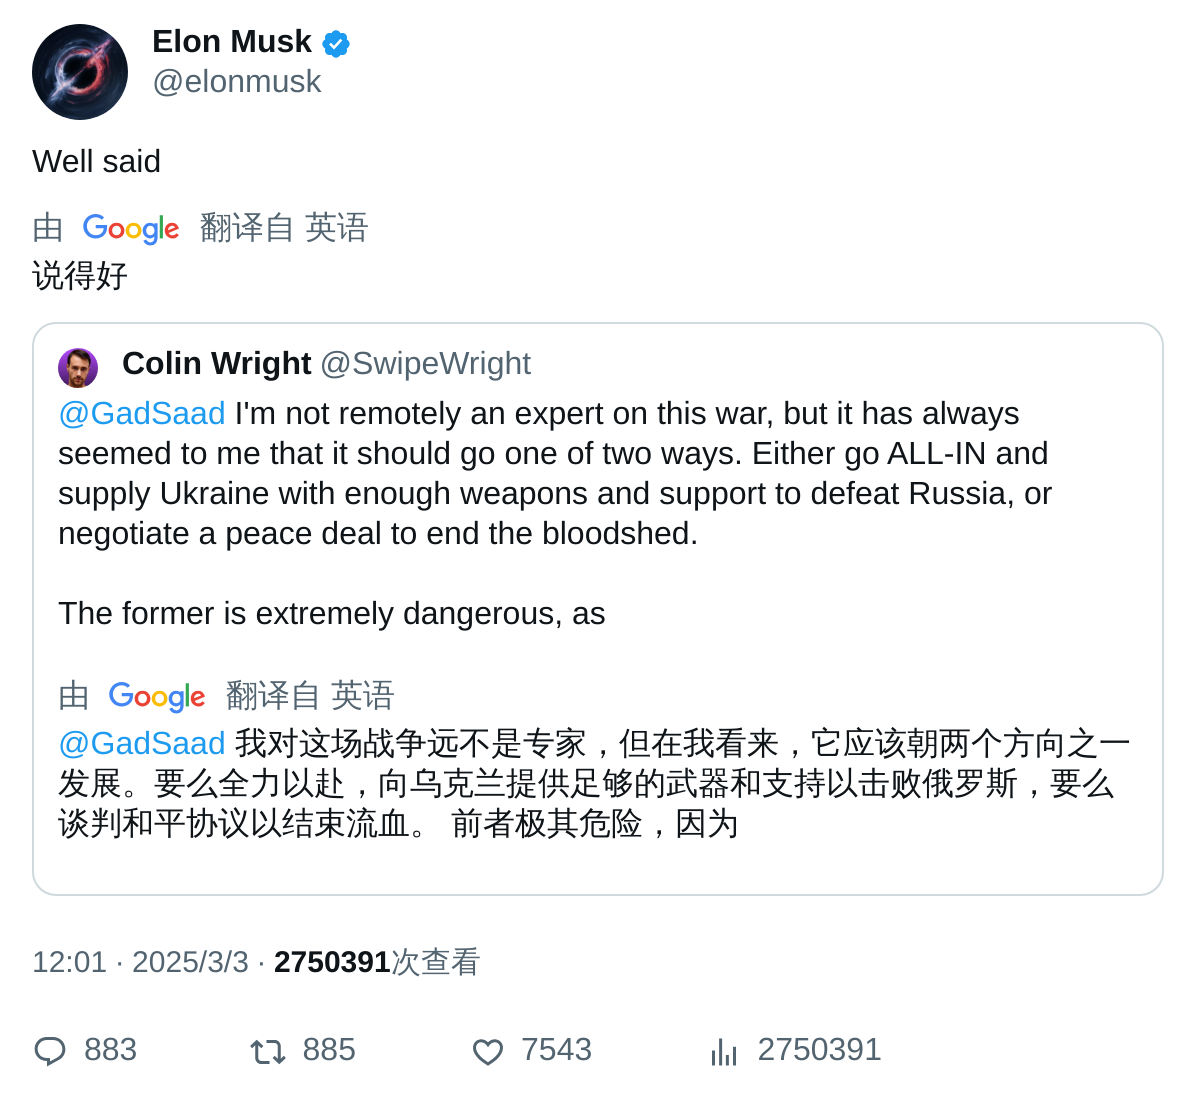 Elon Musk
@elonmusk
Well said
由 Google 翻译自 英语
说得好
Colin Wright @SwipeWright
@GadSaad I'm not remotely an expert on this war, but it has always
seemed to me that it should go one of two ways. Either go ALL-IN and
supply Ukraine with enough weapons and support to defeat Russia, or
negotiate a peace deal to end the bloodshed.
The former is extremely dangerous, as
由 Google 翻译自 英语
@GadSaad 我对这场战争远不是专家，但在我看来，它应该朝两个方向之一
发展。要么全力以赴，向乌克兰提供足够的武器和支持以击败俄罗斯，要么
谈判和平协议以结束流血。 前者极其危险，因为
12:01 · 2025/3/3 · 2750391次查看
883 885 7543 2750391